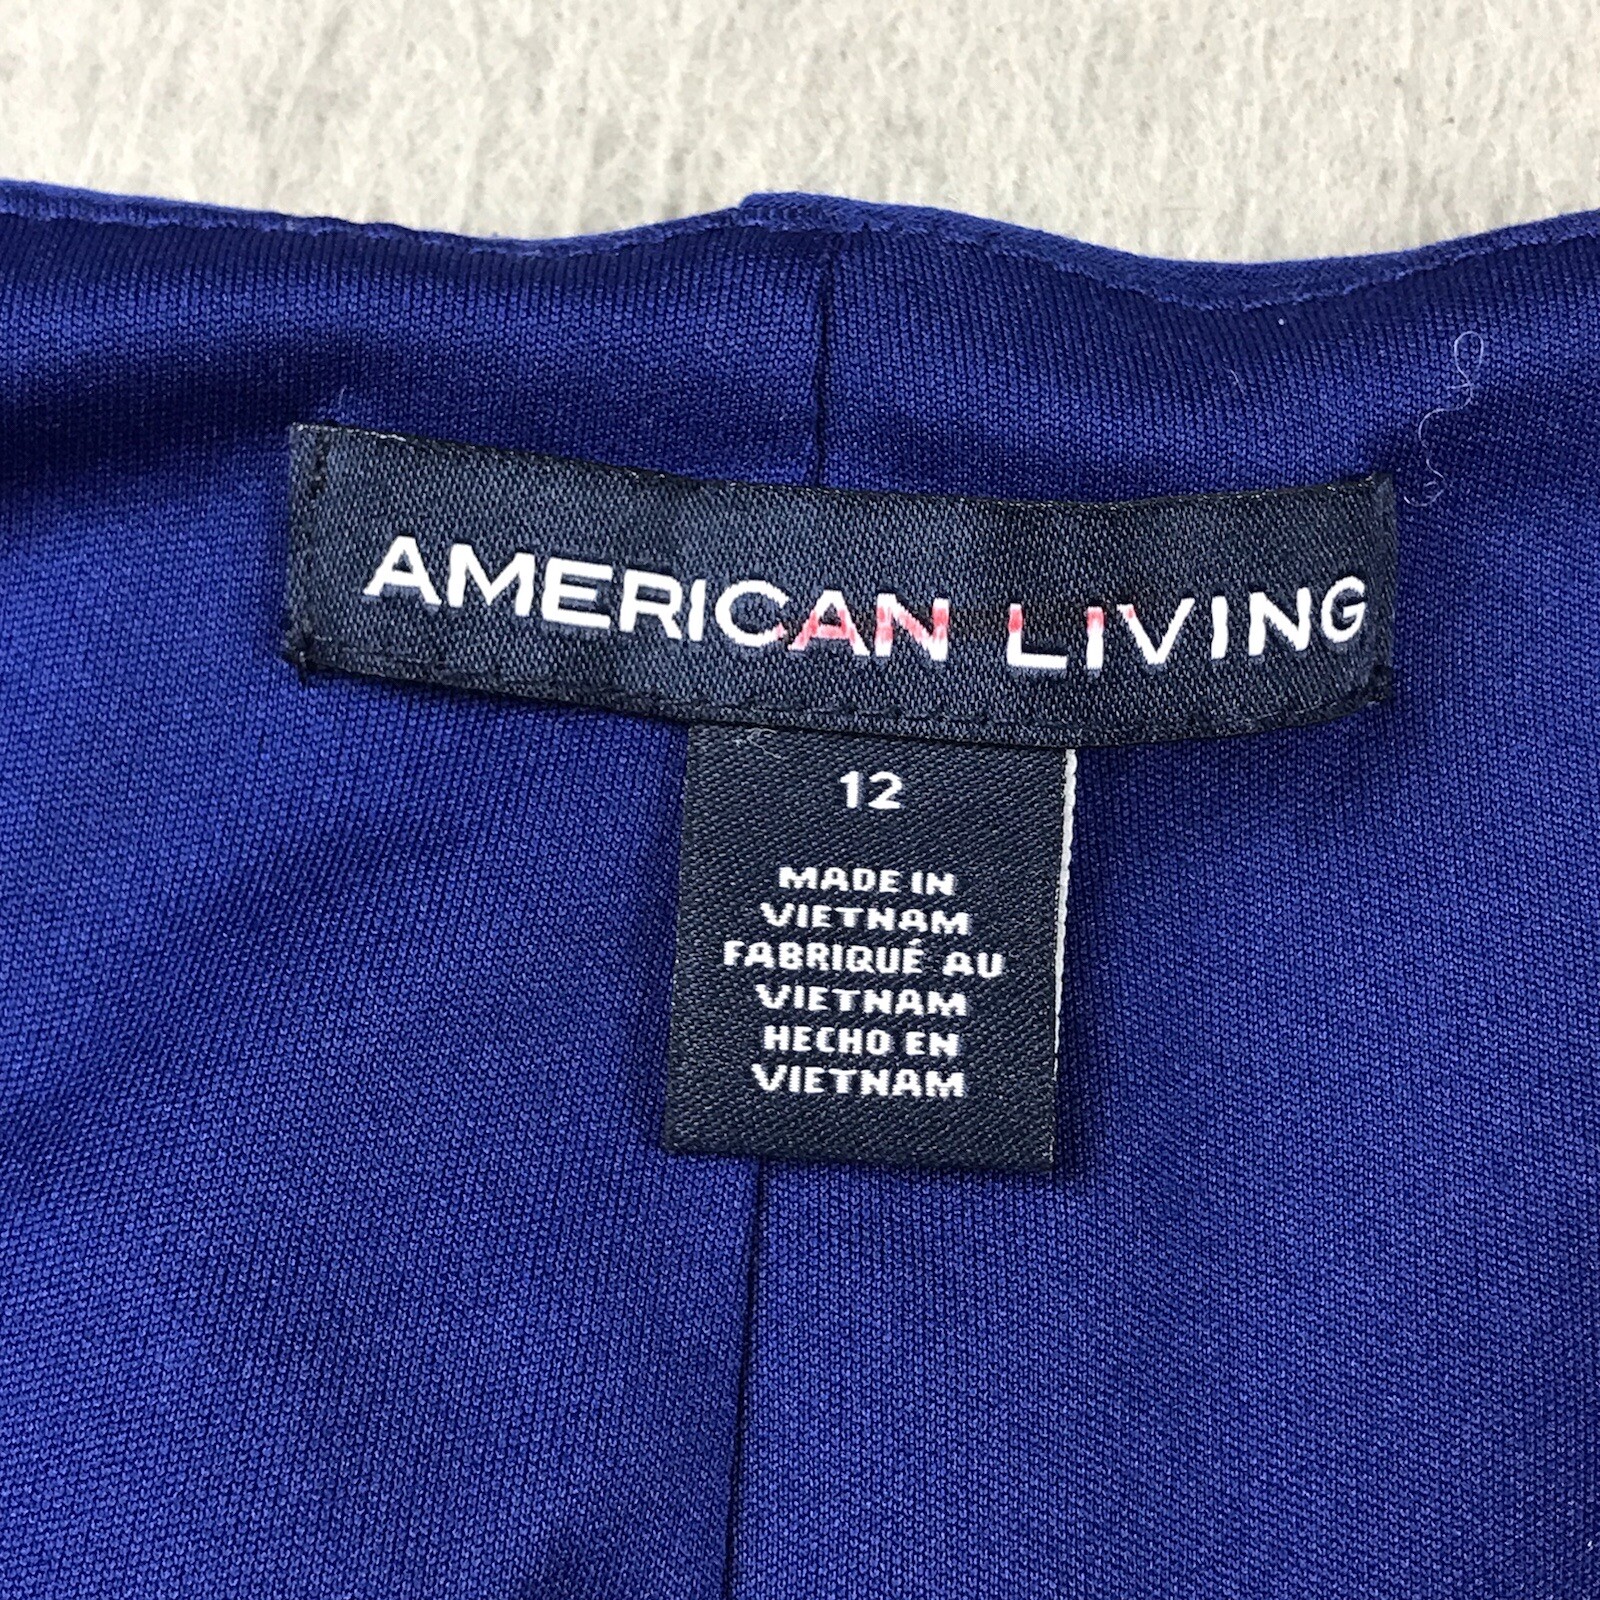 AMERICAN LIVING
12
MADE IN
VIETNAM
FABRIQUÉ AU
VIETNAM
HECHO EN
VIETNAM